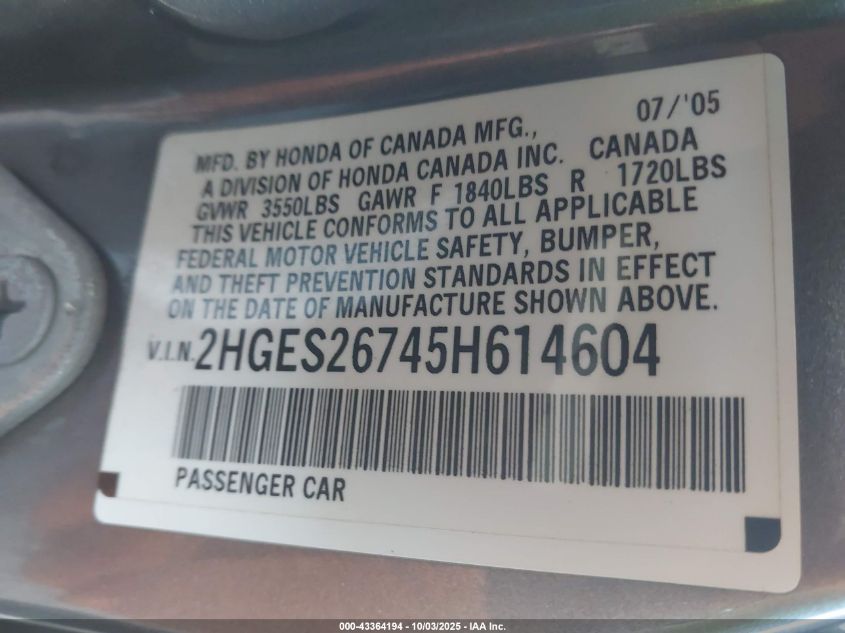 07/'05
MFD. BY HONDA OF CANADA MFG., CANADA
A DIVISION OF HONDA CANADA INC.
GVWR 3550LBS GAWR F 1840LBS R 1720LBS
THIS VEHICLE CONFORMS TO ALL APPLICABLE
FEDERAL MOTOR VEHICLE SAFETY, BUMPER,
AND THEFT PREVENTION STANDARDS IN EFFECT
ON THE DATE OF MANUFACTURE SHOWN ABOVE.
V.I.N. 2HGES26745H614604
PASSENGER CAR
000-43364194 - 10/03/2025 - IAA Inc.